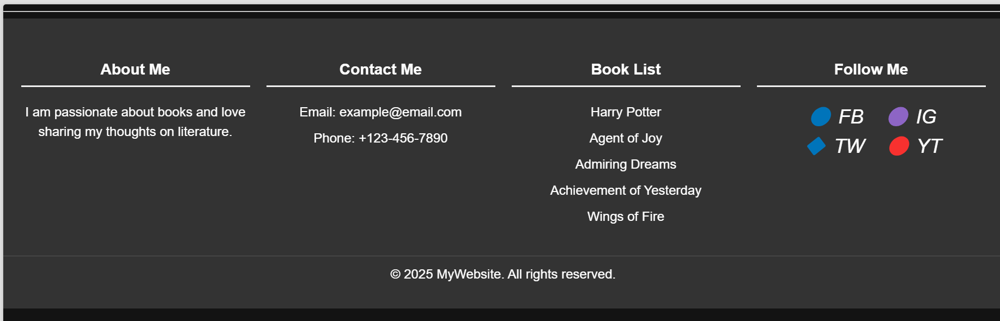 About Me
I am passionate about books and love
sharing my thoughts on literature.
Contact Me
Email: example@email.com
Phone: +123-456-7890
Book List
Harry Potter
Agent of Joy
Admiring Dreams
Achievement of Yesterday
Wings of Fire
Follow Me
FB IG
TW YT
© 2025 MyWebsite. All rights reserved.